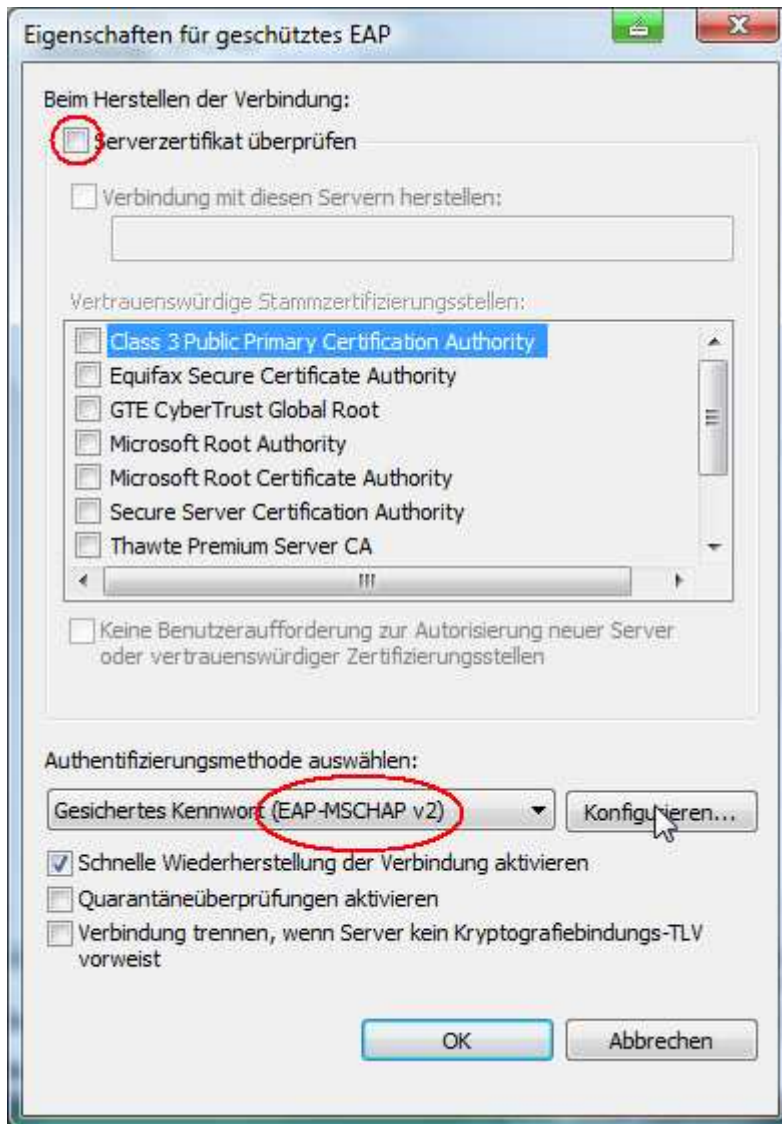 Eigenschaften für geschütztes EAP
Beim Herstellen der Verbindung:
Serverzertifikat überprüfen
Verbindung mit diesen Servern herstellen:
Vertrauenswürdige Stammzertifizierungsstellen:
Class 3 Public Primary Certification Authority
Equifax Secure Certificate Authority
GTE CyberTrust Global Root
Microsoft Root Authority
Microsoft Root Certificate Authority
Secure Server Certification Authority
Thawte Premium Server CA
Keine Benutzeraufforderung zur Autorisierung neuer Server
oder vertrauenswürdiger Zertifizierungsstellen
Authentifizierungsmethode auswählen:
Gesichertes Kennwort (EAP-MSCHAP v2)
Konfigurieren...
Schnelle Wiederherstellung der Verbindung aktivieren
Quarantäneüberprüfungen aktivieren
Verbindung trennen, wenn Server kein Kryptografiebindungs-TLV
vorweist
OK
Abbrechen